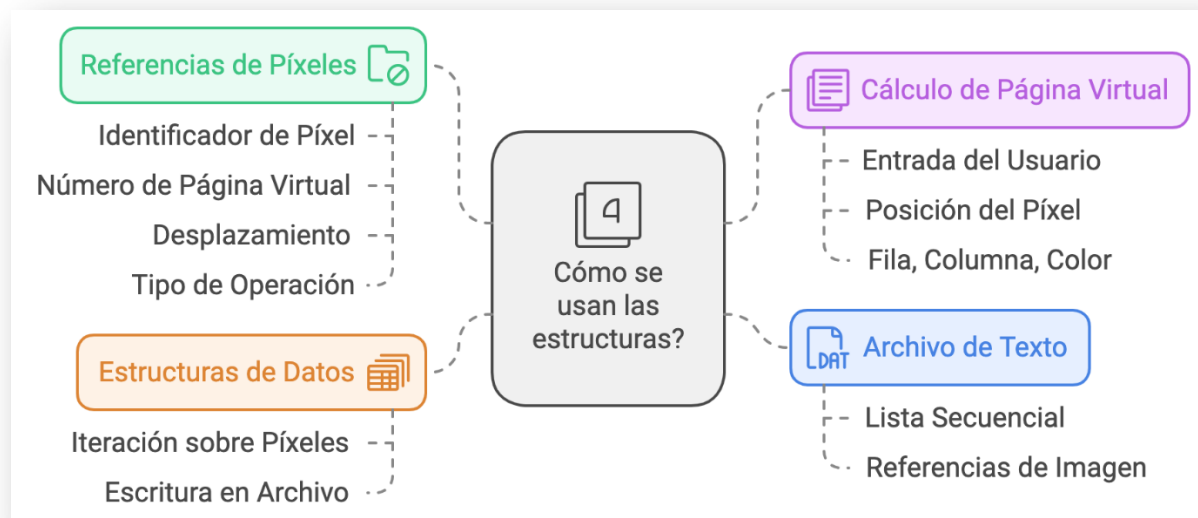 Referencias de Píxeles
Identificador de Píxel
Número de Página Virtual
Desplazamiento
Tipo de Operación
Estructuras de Datos
Iteración sobre Píxeles
Escritura en Archivo
Cómo se
usan las
estructuras?
Cálculo de Página Virtual
Entrada del Usuario
Posición del Píxel
Fila, Columna, Color
DAT
Archivo de Texto
Lista Secuencial
Referencias de Imagen